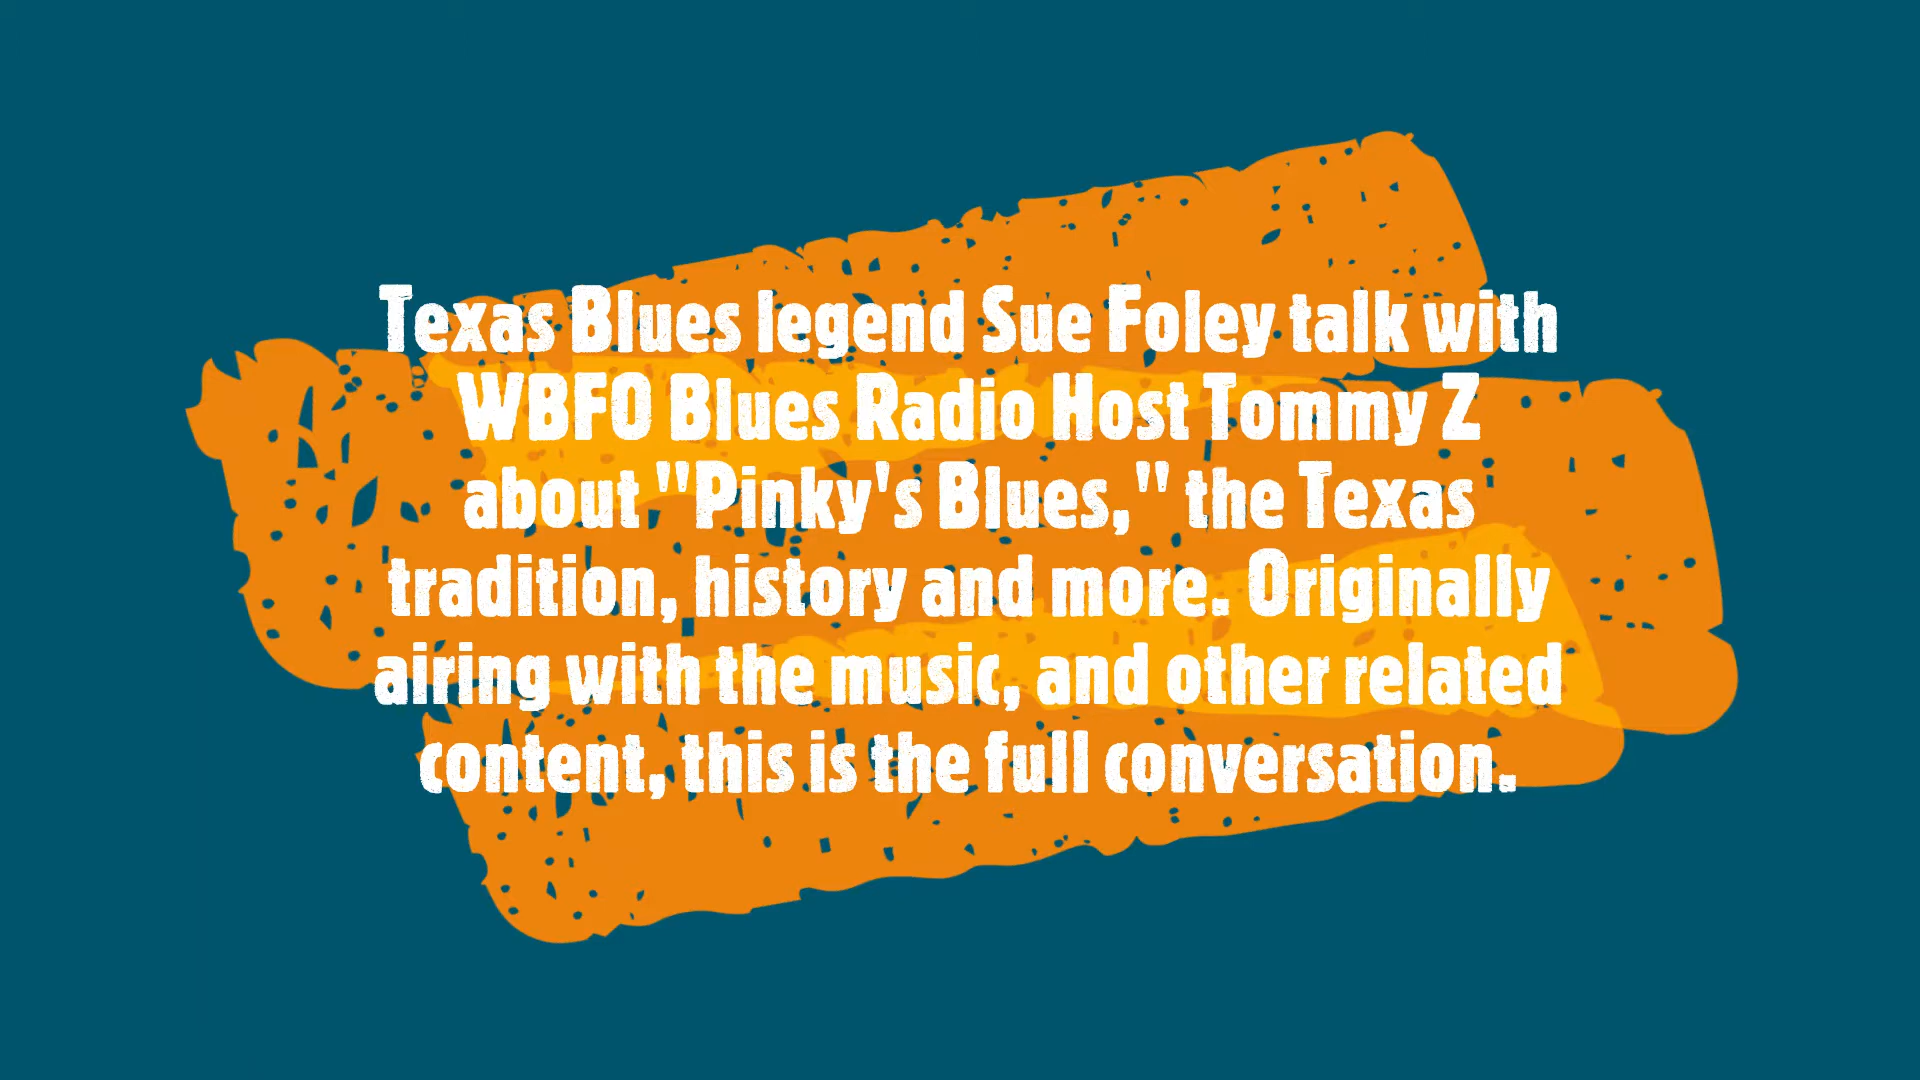 Texas Blues legend Sue Foley talk with
WBFO Blues Radio Host Tommy Z
about "Pinky's Blues," the Texas
tradition, history and more. Originally
airing with the music, and other related
content, this is the full conversation.